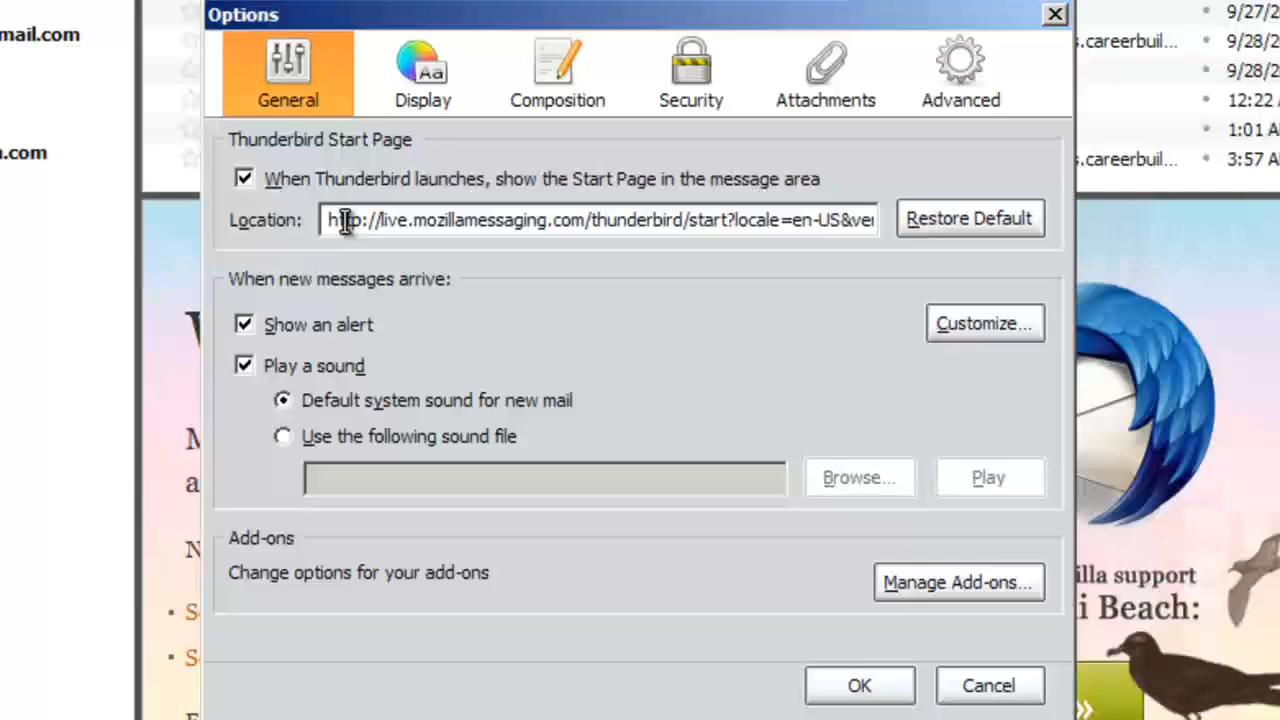 Options
mail.com
9/27/2
s.careerbuil...
9/28/2
9/28/2
General
Display
Composition
Security
Attachments
Advanced
12:22
1:01 A
.careerbuil...
3:57 A
.com
Thunderbird Start Page
When Thunderbird launches, show the Start Page in the message area
Location:
http://live.mozillamessaging.com/thunderbird/start?locale=en-US&ver
Restore Default
When new messages arrive:
Show an alert
Customize...
Play a sound
Default system sound for new mail
Use the following sound file
Browse...
Play
Add-ons
Change options for your add-ons
Manage Add-ons...
illa support
i Beach:
OK
Cancel
»